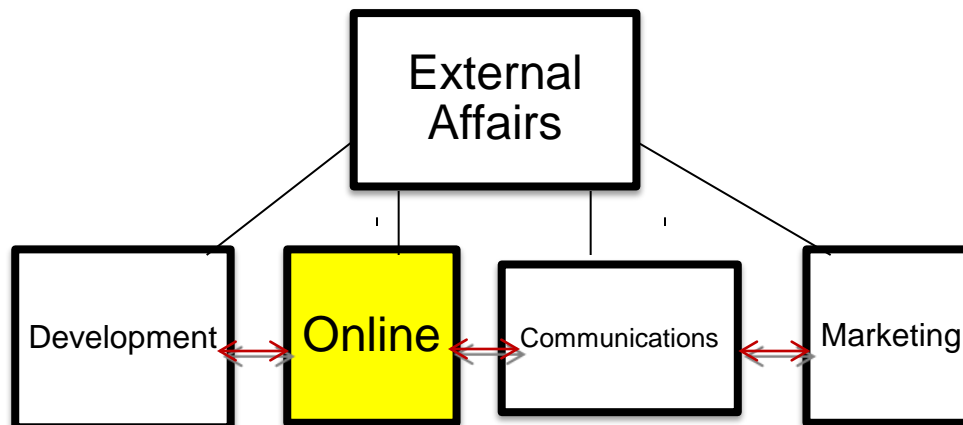 External
Affairs
Development
Online
Communications
Marketing